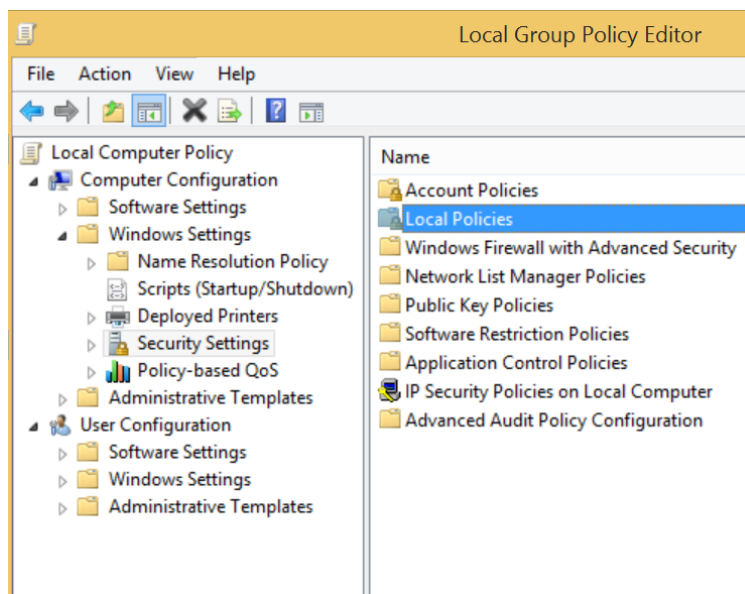 Local Group Policy Editor
File Action View Help
Local Computer Policy
Computer Configuration
Software Settings
Windows Settings
Name Resolution Policy
Scripts (Startup/Shutdown)
Deployed Printers
Security Settings
Policy-based QoS
Administrative Templates
User Configuration
Software Settings
Windows Settings
Administrative Templates
Name
Account Policies
Local Policies
Windows Firewall with Advanced Security
Network List Manager Policies
Public Key Policies
Software Restriction Policies
Application Control Policies
IP Security Policies on Local Computer
Advanced Audit Policy Configuration